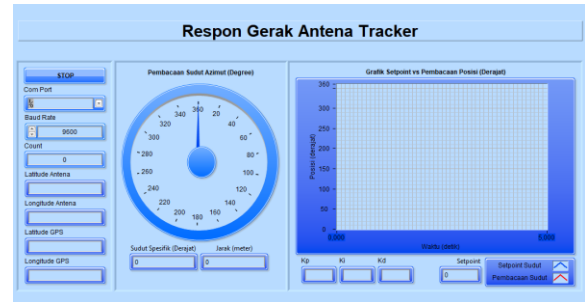 Respon Gerak Antena Tracker
STOP
Com Port
Baud Rate
9600
Count
0
Latitude Antena
Longitude Antena
Latitude GPS
Longitude GPS
Pembacaan Sudut Azimut (Degree)
360
20
40
60
80
100
120
140
160
180
200
220
240
260
280
300
320
340
Sudut Spesifik (Derajat)
Jarak (meter)
0
0
Grafik Setpoint vs Pembacaan Posisi (Derajat)
Posisi (derajat)
360
300
250
200
150
100
50
0
0,000
5,000
Waktu (detik)
Kp
Ki
Kd
Setpoint
0
Setpoint Sudut
Pembacaan Sudut